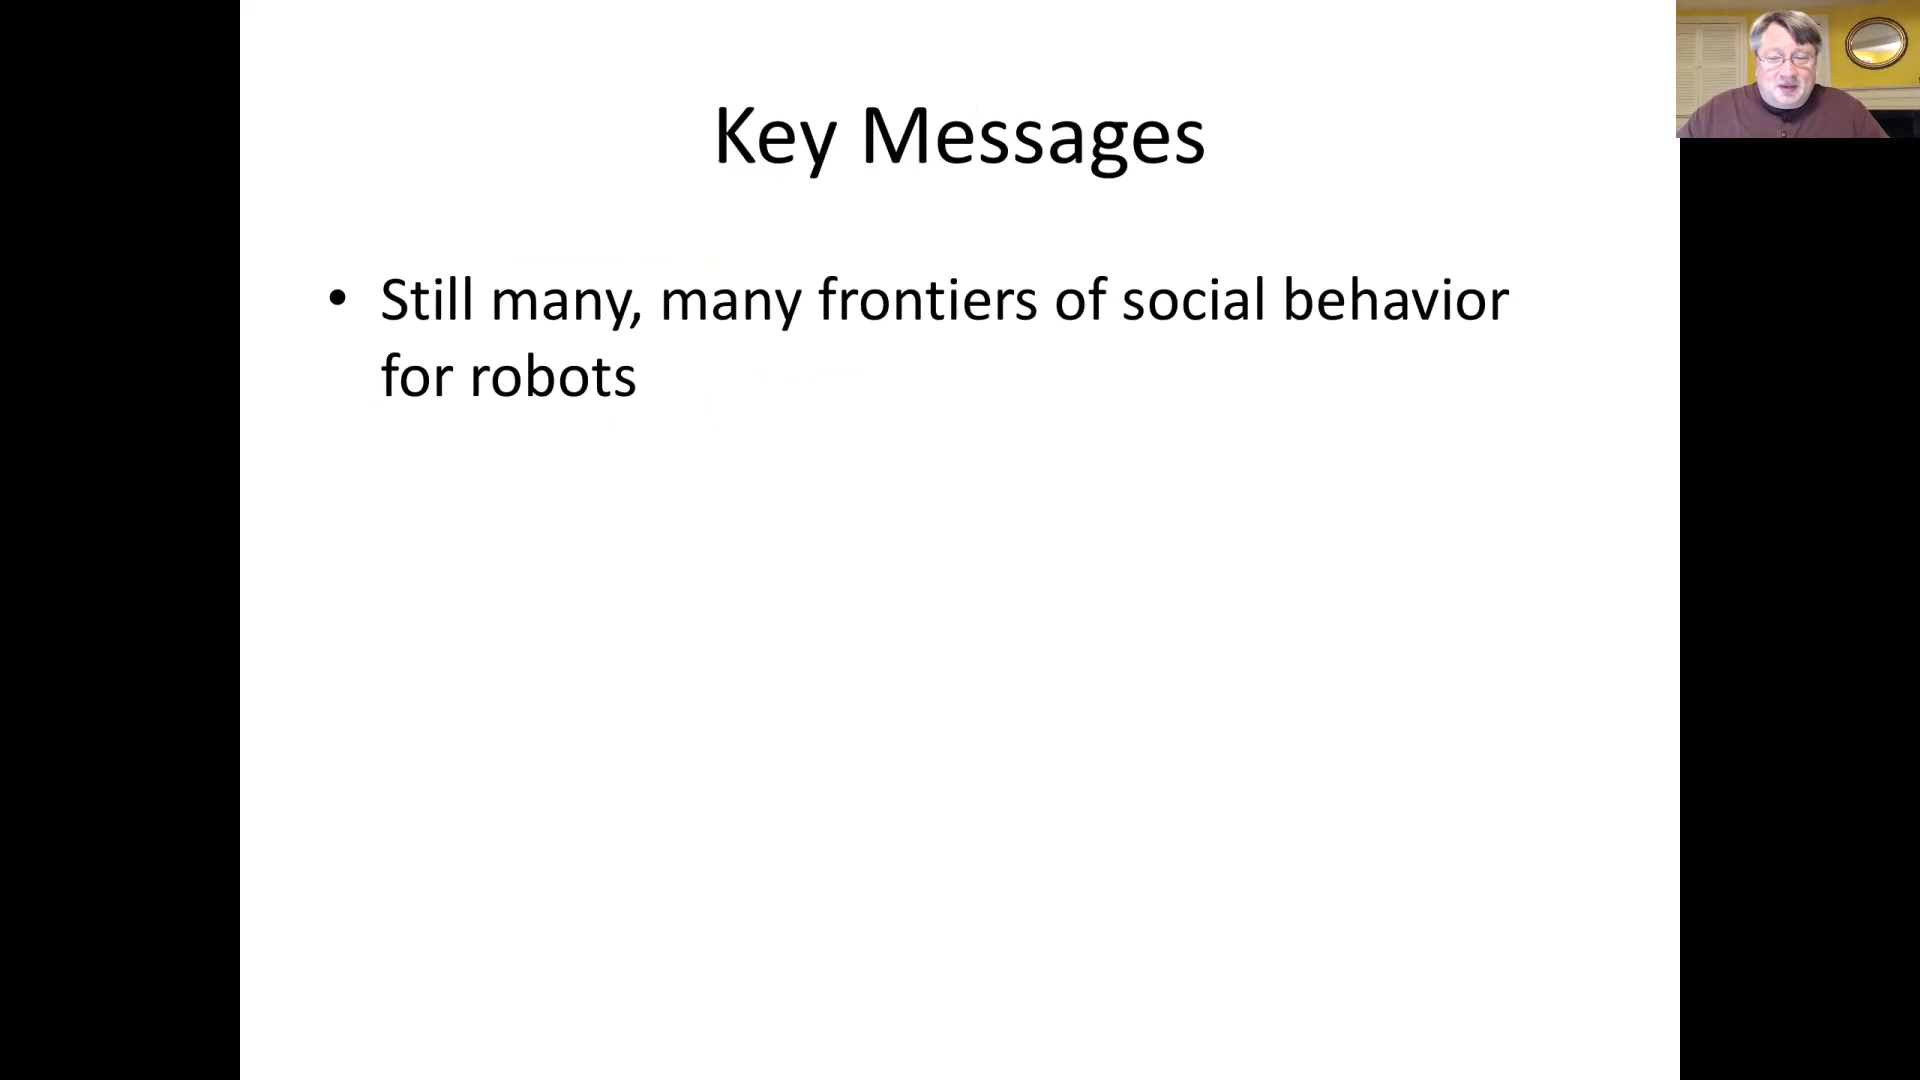 Key Messages
• Still many, many frontiers of social behavior
for robots